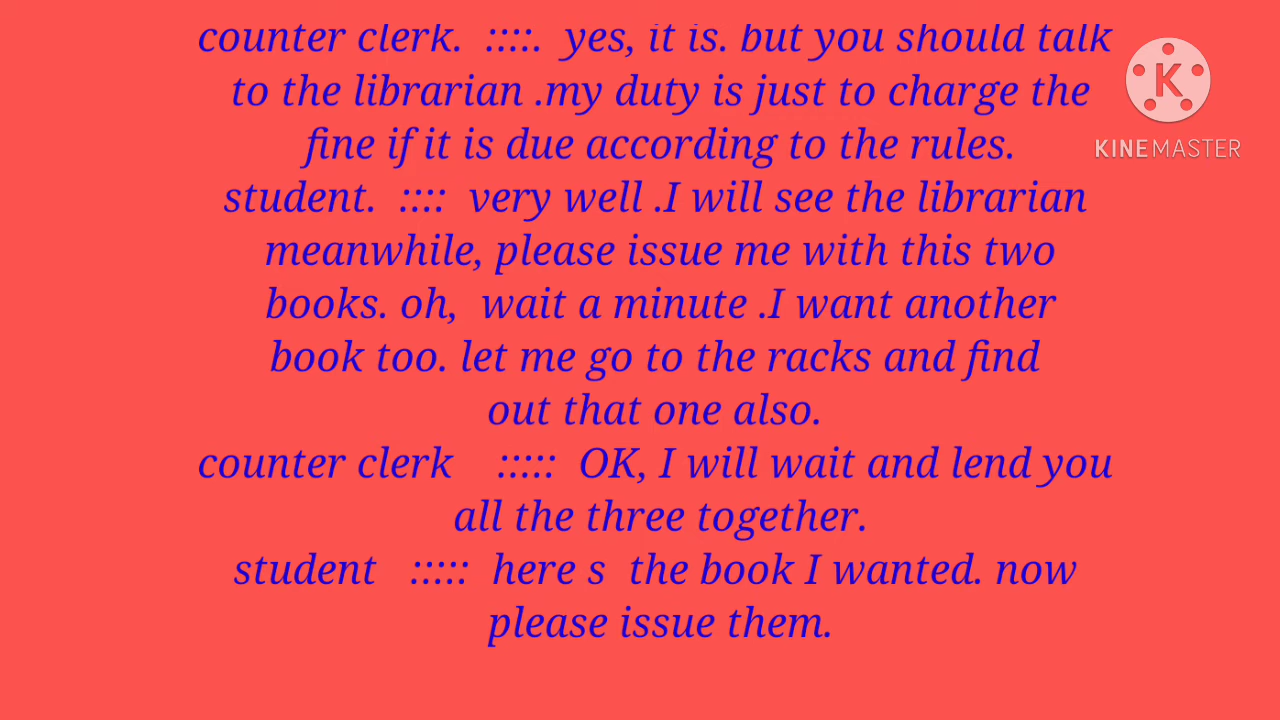 counter clerk. ::::. yes, it is. but you should talk
to the librarian .my duty is just to charge the
fine if it is due according to the rules.
student. :::: very well .I will see the librarian
meanwhile, please issue me with this two
books. oh, wait a minute .I want another
book too. let me go to the racks and find
out that one also.
counter clerk ::::: OK, I will wait and lend you
all the three together.
student ::::: here s the book I wanted. now
please issue them.
K
KINEMASTER